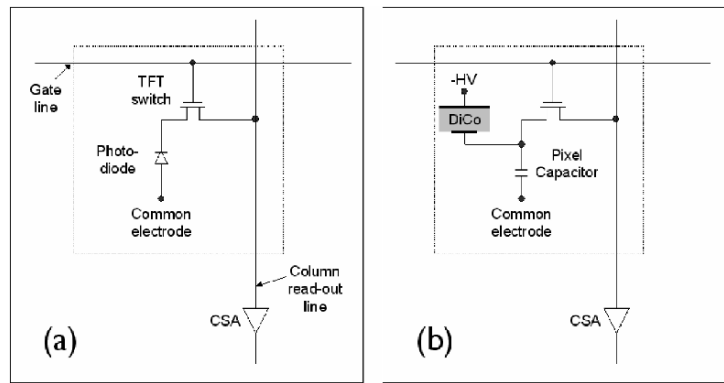 Gate
line
TFT
switch
Photo-
diode
Common
electrode
Column
read-out
line
CSA
(a)
-HV
DiCo
Pixel
Capacitor
Common
electrode
CSA
(b)